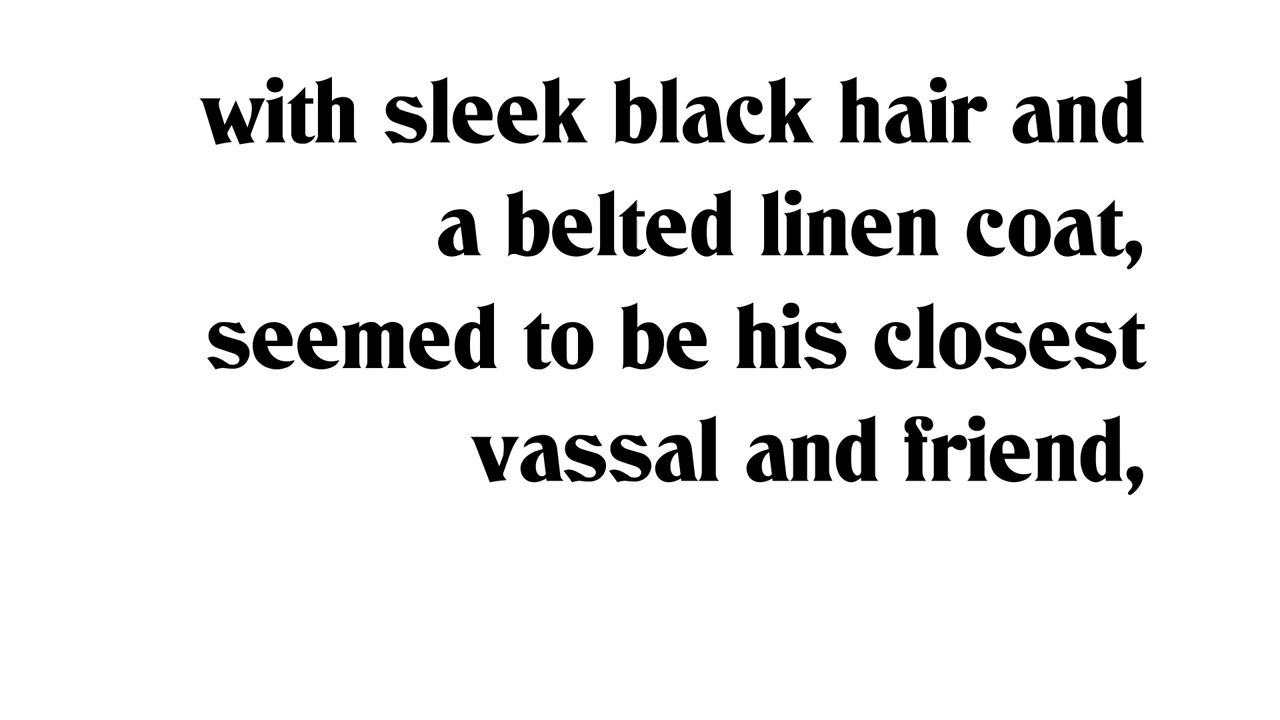 with sleek black hair and
a belted linen coat,
seemed to be his closest
vassal and friend,